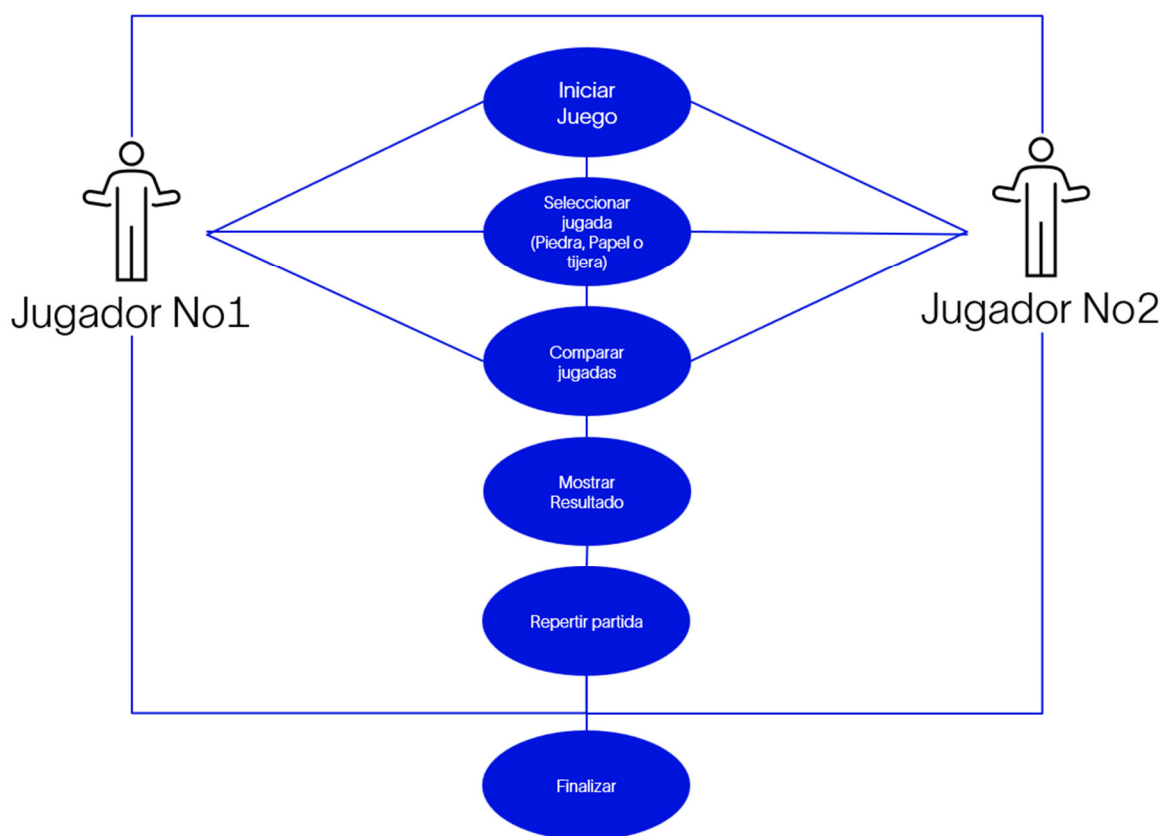 Iniciar
Juego
Seleccionar
jugada
(Piedra, Papel o
tijera)
Jugador No1
Jugador No2
Comparar
jugadas
Mostrar
Resultado
Repertir partida
Finalizar